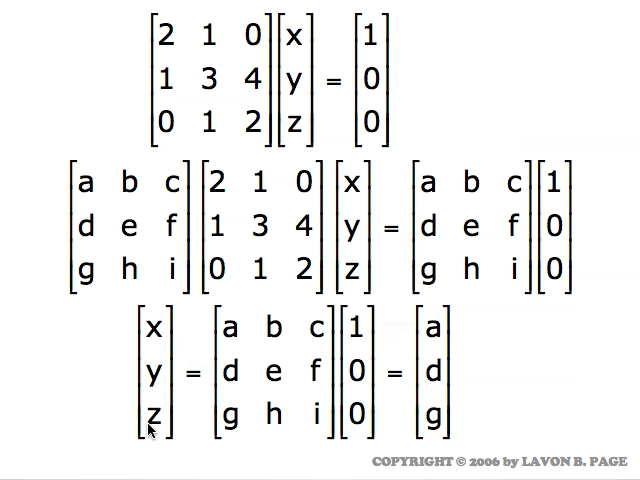 [2 1 0] [x] [1]
[1 3 4] [y] = [0]
[0 1 2] [z] [0]
[a b c] [2 1 0] [x] [a b c] [1]
[d e f] [1 3 4] [y] = [d e f] [0]
[g h i] [0 1 2] [z] [g h i] [0]
[x] [a b c] [1] [a]
[y] = [d e f] [0] = [d]
[z] [g h i] [0] [g]
COPYRIGHT © 2006 by LAVON B. PAGE